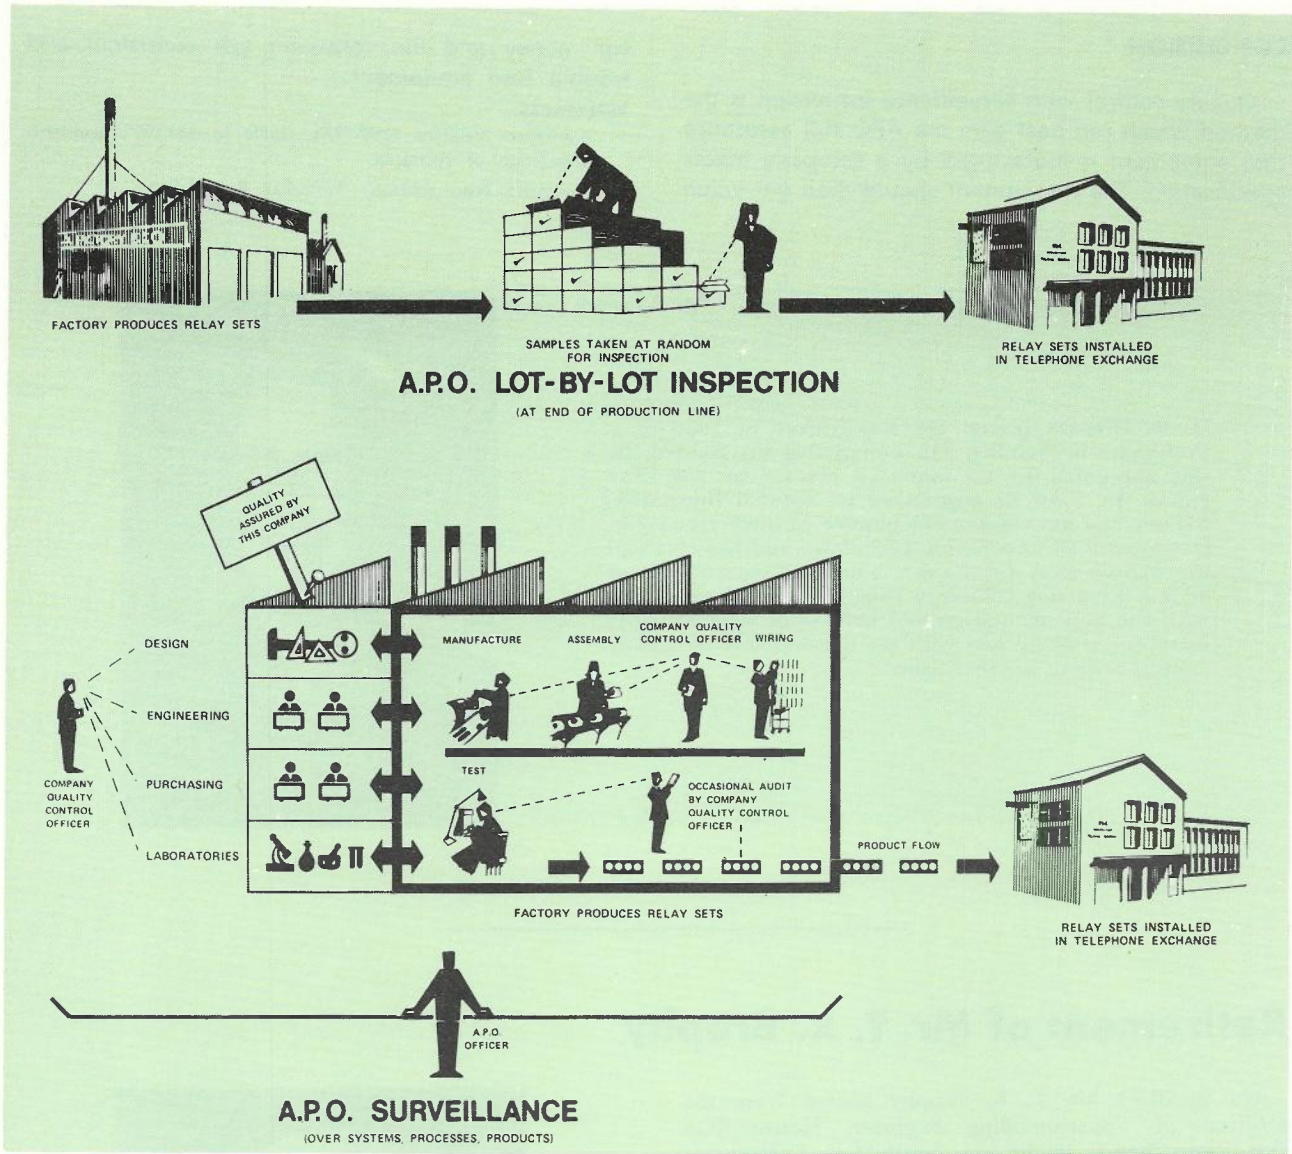 FACTORY PRODUCES RELAY SETS
SAMPLES TAKEN AT RANDOM
FOR INSPECTION
RELAY SETS INSTALLED
IN TELEPHONE EXCHANGE
A.P.O. LOT-BY-LOT INSPECTION
(AT END OF PRODUCTION LINE)
QUALITY
ASSURED BY
THIS COMPANY
DESIGN
ENGINEERING
PURCHASING
LABORATORIES
COMPANY
QUALITY
CONTROL
OFFICER
MANUFACTURE
ASSEMBLY
COMPANY QUALITY
CONTROL OFFICER
WIRING
TEST
OCCASIONAL AUDIT
BY COMPANY
QUALITY CONTROL
OFFICER
PRODUCT FLOW
FACTORY PRODUCES RELAY SETS
RELAY SETS INSTALLED
IN TELEPHONE EXCHANGE
A.P.O.
OFFICER
A.P.O. SURVEILLANCE
(OVER SYSTEMS, PROCESSES, PRODUCTS)